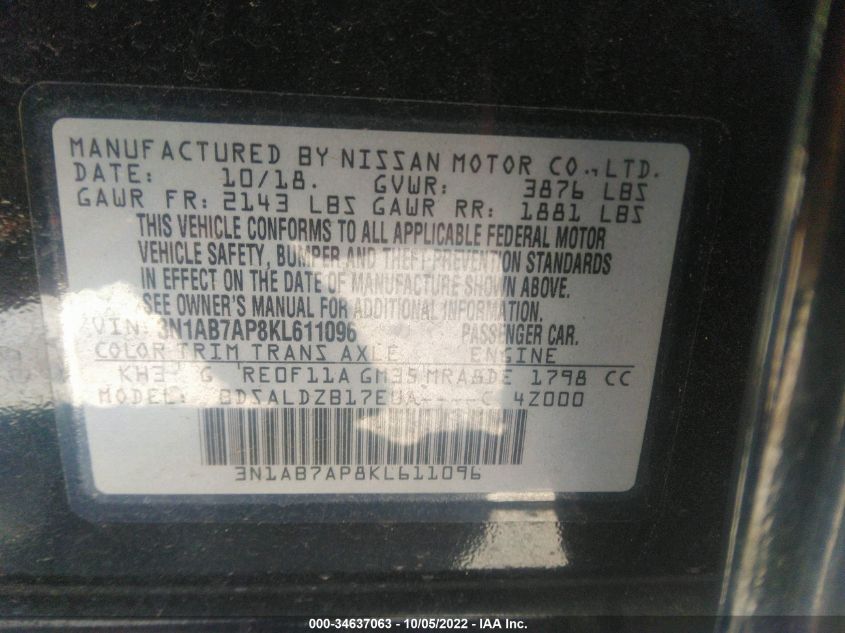 MANUFACTURED BY NISSAN MOTOR CO.,LTD.
DATE: 10/18. GVWR: 3876 LBS
GAWR FR: 2143 LBS GAWR RR: 1881 LBS
THIS VEHICLE CONFORMS TO ALL APPLICABLE FEDERAL MOTOR
VEHICLE SAFETY, BUMPER AND THEFT PREVENTION STANDARDS
IN EFFECT ON THE DATE OF MANUFACTURE SHOWN ABOVE.
SEE OWNER'S MANUAL FOR ADDITIONAL INFORMATION.
VIN: 3N1AB7AP8KL611096 PASSENGER CAR.
COLOR TRIM TRANS AXLE ENGINE
KH3 G RE0F11A GM35 MRA8DE 1798 CC
MODEL: BDSALDZB17EUA----C 4Z000
3N1AB7AP8KL611096
000-34637063 - 10/05/2022 - IAA Inc.